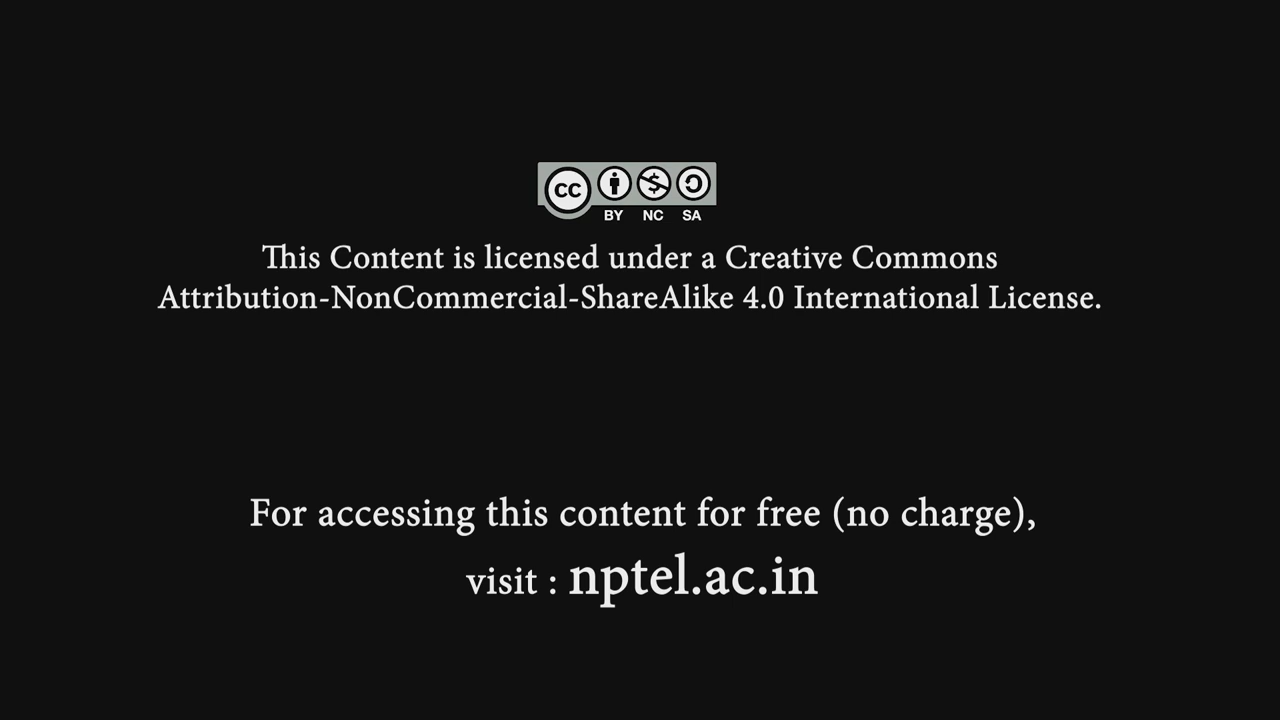 cc
BY NC SA
This Content is licensed under a Creative Commons
Attribution-NonCommercial-ShareAlike 4.0 International License.
For accessing this content for free (no charge),
visit : nptel.ac.in